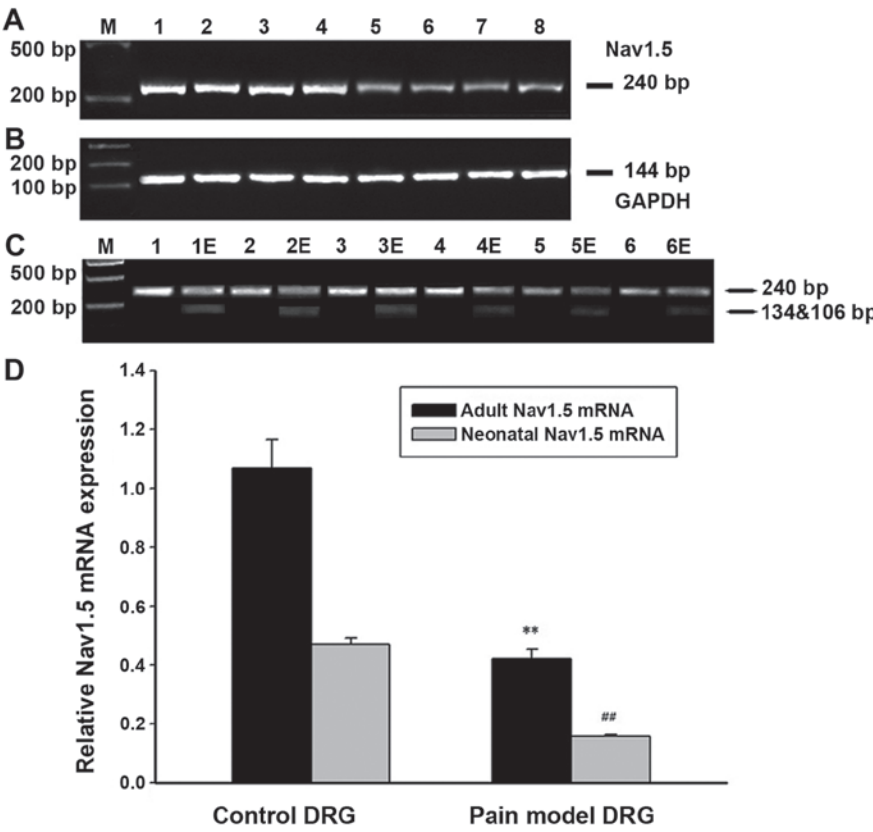 A
M 1 2 3 4 5 6 7 8
500 bp
Nav1.5
240 bp
200 bp
B
200 bp
144 bp
100 bp
GAPDH
C
M 1 1E 2 2E 3 3E 4 4E 5 5E 6 6E
500 bp
240 bp
200 bp
134&106 bp
D
1.4
Adult Nav1.5 mRNA
Neonatal Nav1.5 mRNA
1.2
1.0
0.8
0.6
0.4
0.2
0.0
Relative Nav1.5 mRNA expression
**
##
Control DRG
Pain model DRG